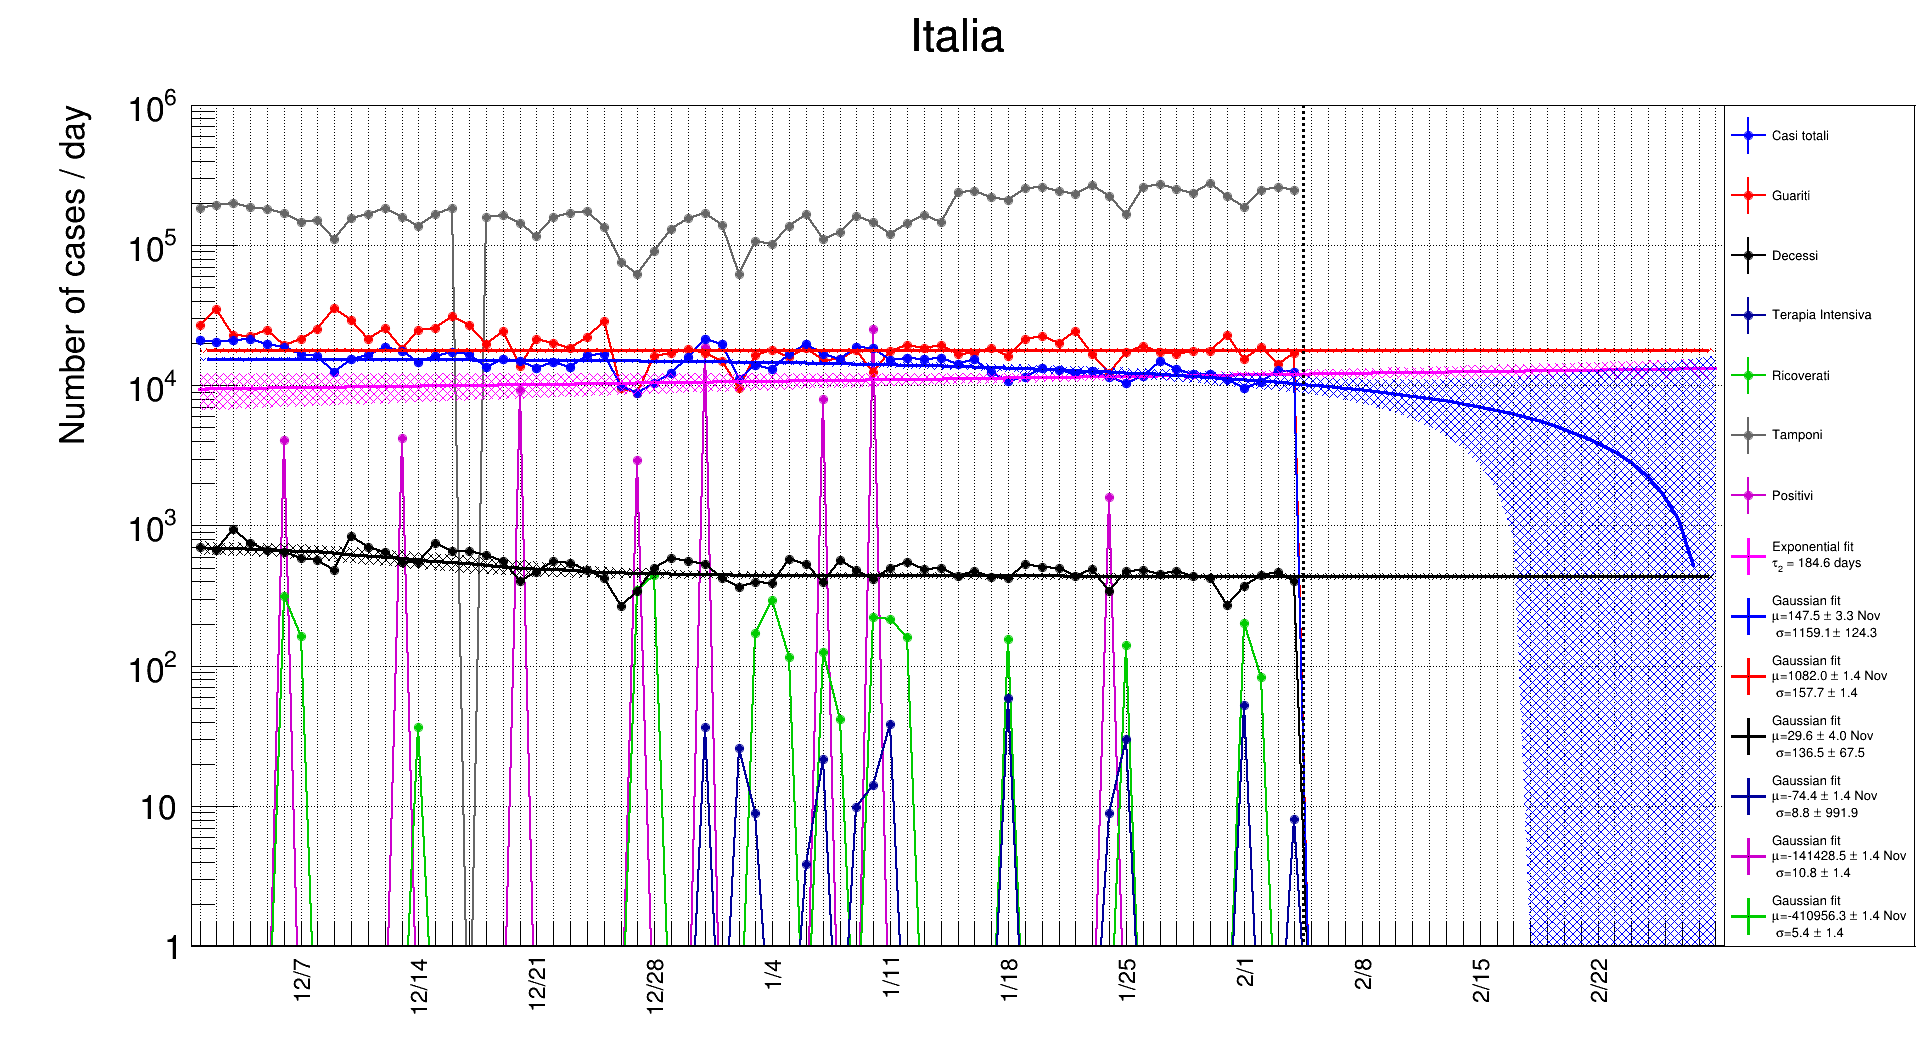 Italia
Number of cases / day
10^6
10^5
10^4
10^3
10^2
10
1
12/7
12/14
12/21
12/28
1/4
1/11
1/18
1/25
2/1
2/8
2/15
2/22
Casi totali
Guariti
Decessi
Terapia Intensiva
Ricoverati
Tamponi
Positivi
Exponential fit
τ₂ = 184.6 days
Gaussian fit
μ=147.5 ± 3.3 Nov
σ=1159.1 ± 124.3
Gaussian fit
μ=1082.0 ± 1.4 Nov
σ=157.7 ± 1.4
Gaussian fit
μ=29.6 ± 4.0 Nov
σ=136.5 ± 67.5
Gaussian fit
μ=-74.4 ± 1.4 Nov
σ=8.8 ± 991.9
Gaussian fit
μ=-141428.5 ± 1.4 Nov
σ=10.8 ± 1.4
Gaussian fit
μ=-410956.3 ± 1.4 Nov
σ=5.4 ± 1.4